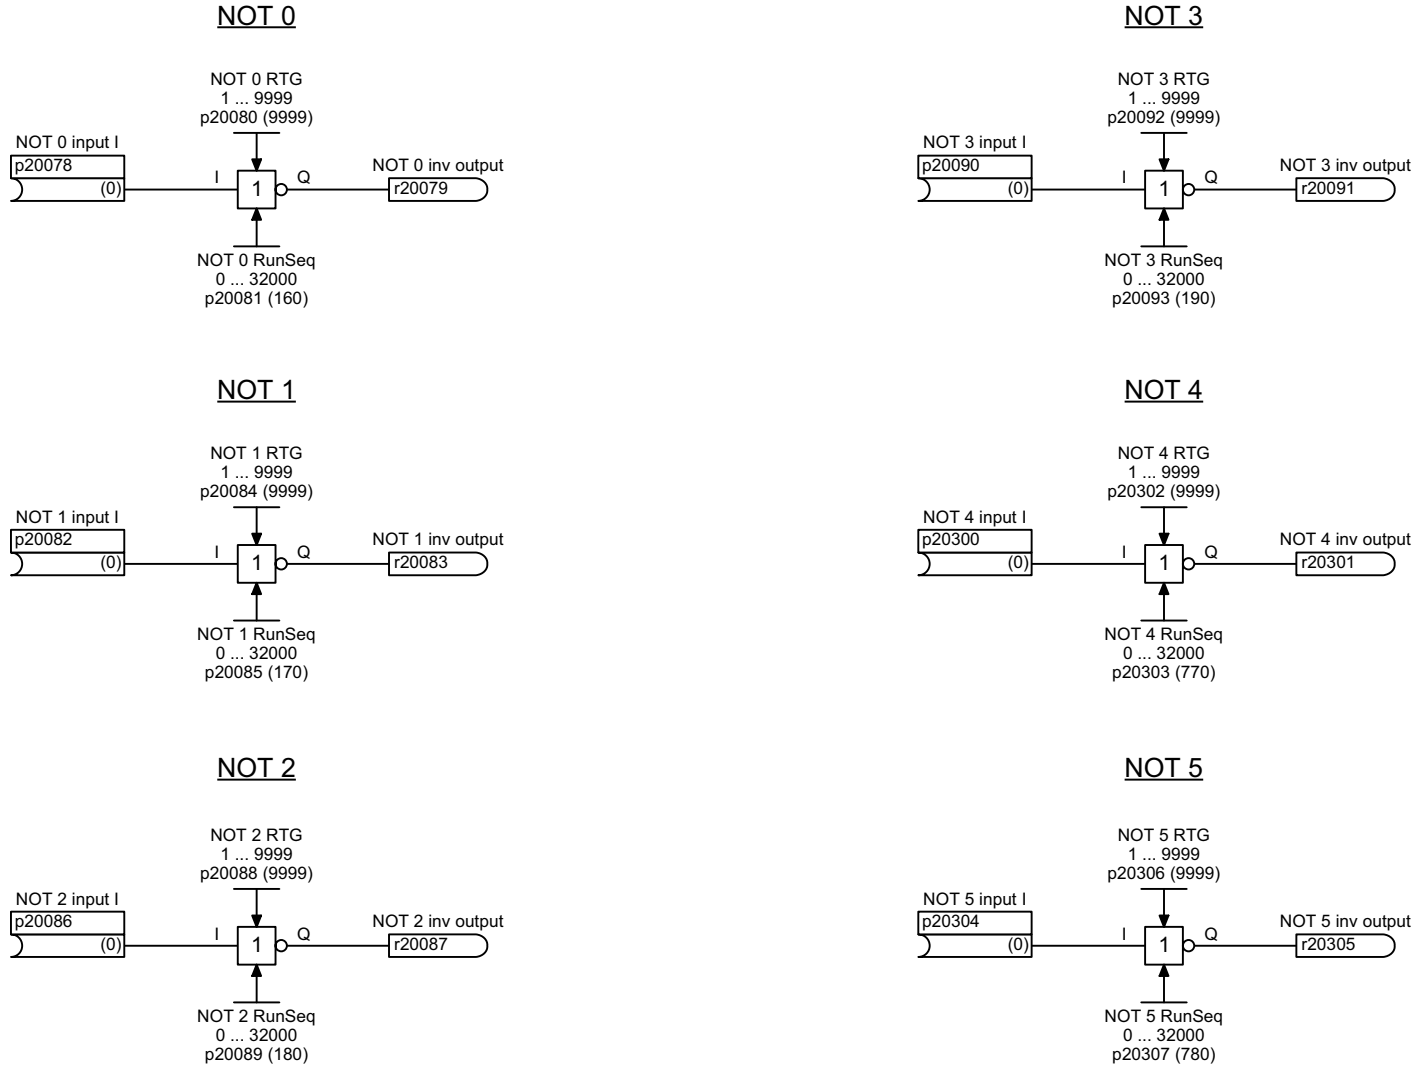 NOT 0
NOT 0 RTG
1 ... 9999
p20080 (9999)
NOT 0 input I
p20078
(0)
I
1
Q
NOT 0 inv output
r20079
NOT 0 RunSeq
0 ... 32000
p20081 (160)
NOT 3
NOT 3 RTG
1 ... 9999
p20092 (9999)
NOT 3 input I
p20090
(0)
I
1
Q
NOT 3 inv output
r20091
NOT 3 RunSeq
0 ... 32000
p20093 (190)
NOT 1
NOT 1 RTG
1 ... 9999
p20084 (9999)
NOT 1 input I
p20082
(0)
I
1
Q
NOT 1 inv output
r20083
NOT 1 RunSeq
0 ... 32000
p20085 (170)
NOT 4
NOT 4 RTG
1 ... 9999
p20302 (9999)
NOT 4 input I
p20300
(0)
I
1
Q
NOT 4 inv output
r20301
NOT 4 RunSeq
0 ... 32000
p20303 (770)
NOT 2
NOT 2 RTG
1 ... 9999
p20088 (9999)
NOT 2 input I
p20086
(0)
I
1
Q
NOT 2 inv output
r20087
NOT 2 RunSeq
0 ... 32000
p20089 (180)
NOT 5
NOT 5 RTG
1 ... 9999
p20306 (9999)
NOT 5 input I
p20304
(0)
I
1
Q
NOT 5 inv output
r20305
NOT 5 RunSeq
0 ... 32000
p20307 (780)